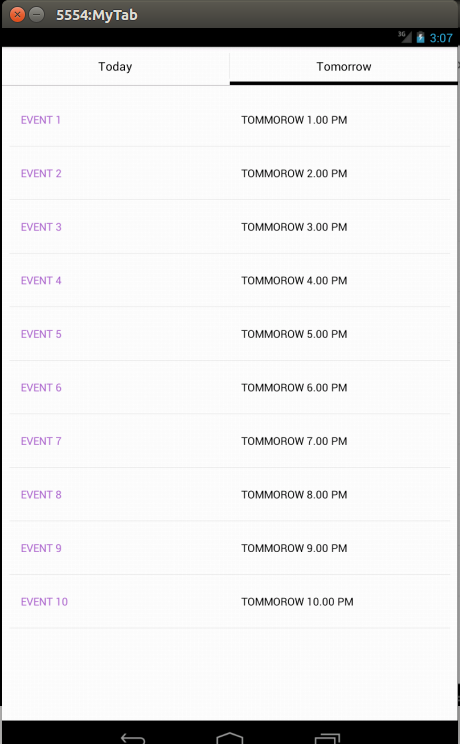 5554:MyTab
3G 3:07
Today Tomorrow
EVENT 1 TOMMOROW 1.00 PM
EVENT 2 TOMMOROW 2.00 PM
EVENT 3 TOMMOROW 3.00 PM
EVENT 4 TOMMOROW 4.00 PM
EVENT 5 TOMMOROW 5.00 PM
EVENT 6 TOMMOROW 6.00 PM
EVENT 7 TOMMOROW 7.00 PM
EVENT 8 TOMMOROW 8.00 PM
EVENT 9 TOMMOROW 9.00 PM
EVENT 10 TOMMOROW 10.00 PM